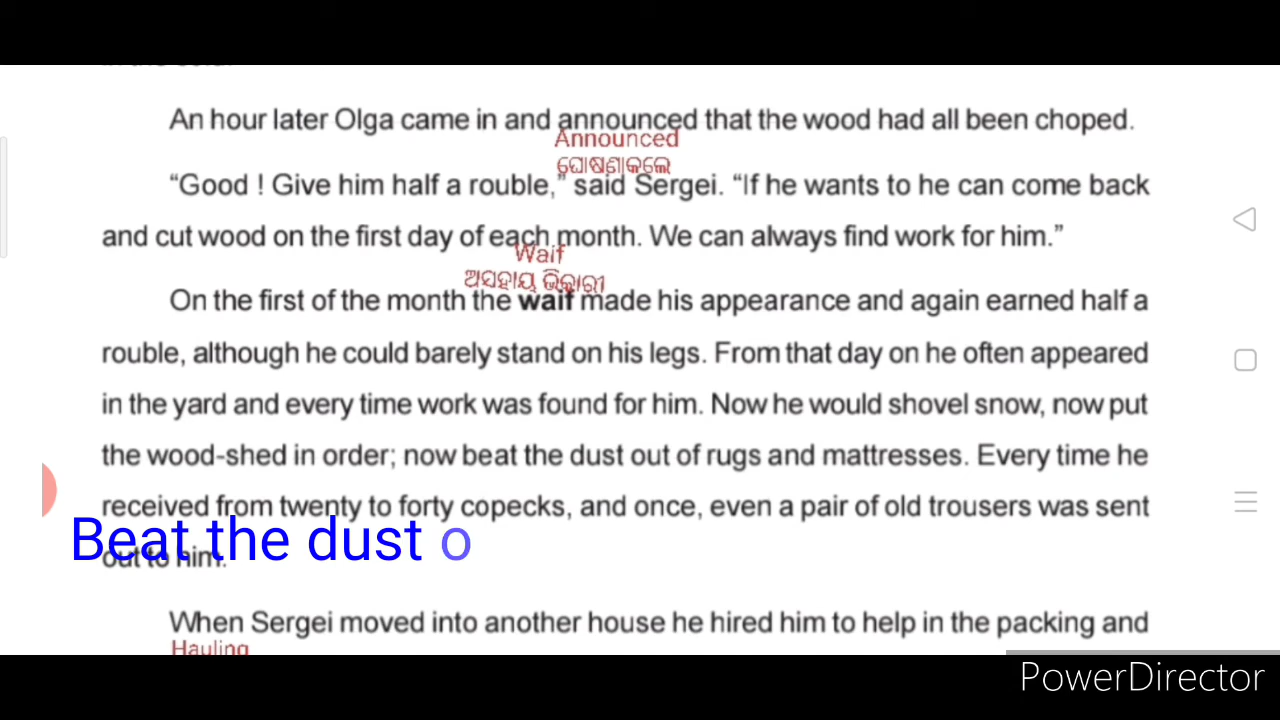 An hour later Olga came in and announced that the wood had all been choped.
Announced
ଘୋଷଣାକଲେ
“Good ! Give him half a rouble,” said Sergei. “If he wants to he can come back
and cut wood on the first day of each month. We can always find work for him.”
Waif
ଅସହାୟ ଭିକାରୀ
On the first of the month the waif made his appearance and again earned half a
rouble, although he could barely stand on his legs. From that day on he often appeared
in the yard and every time work was found for him. Now he would shovel snow, now put
the wood-shed in order; now beat the dust out of rugs and mattresses. Every time he
received from twenty to forty copecks, and once, even a pair of old trousers was sent
Beat the dust o
out to him.
When Sergei moved into another house he hired him to help in the packing and
Hauling
PowerDirector